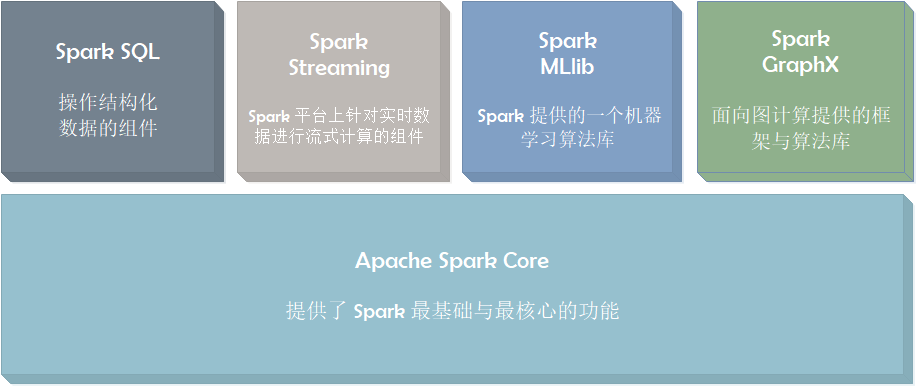 Spark SQL
操作结构化
数据的组件
Spark
Streaming
Spark 平台上针对实时数
据进行流式计算的组件
Spark
MLlib
Spark 提供的一个机器
学习算法库
Spark
GraphX
面向图计算提供的框
架与算法库
Apache Spark Core
提供了 Spark 最基础与最核心的功能